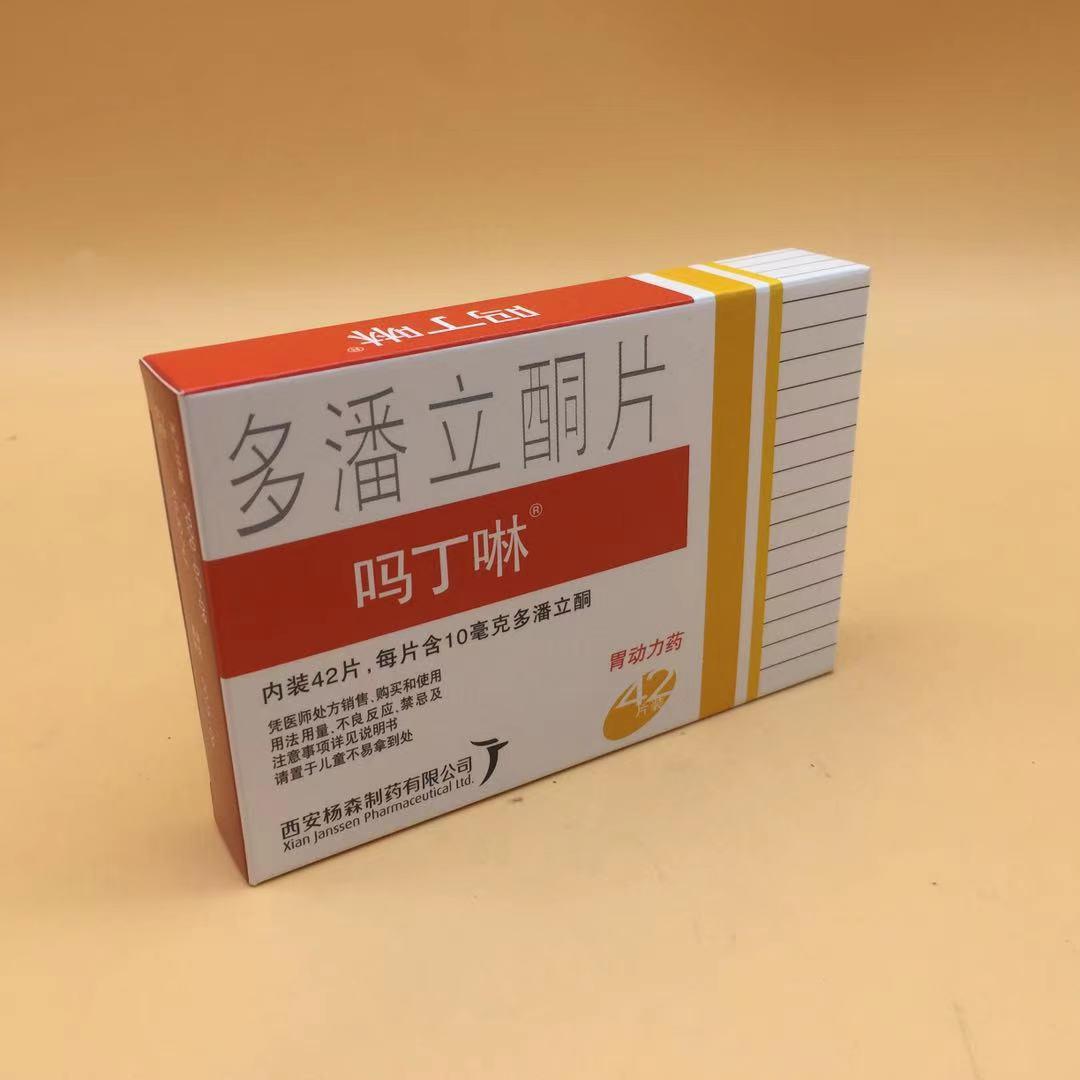 吗丁啉®
多潘立酮片
吗丁啉®
内装42片，每片含10毫克多潘立酮
凭医师处方销售、购买和使用
用法用量、不良反应、禁忌及
注意事项详见说明书
请置于儿童不易拿到处
胃动力药
42
片装
西安杨森制药有限公司
Xian Janssen Pharmaceutical Ltd.